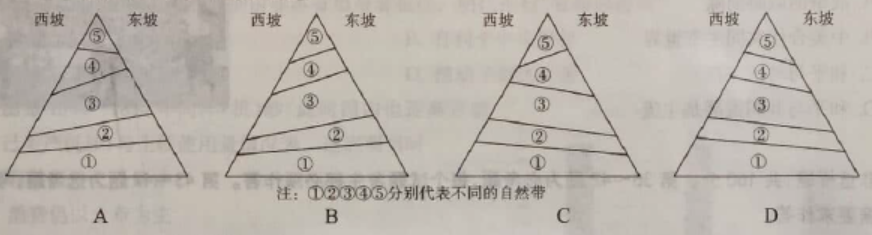 西坡 东坡 西坡 东坡 西坡 东坡 西坡 东坡
⑤ ⑤ ⑤ ⑤
④ ④ ④ ④
③ ③ ③ ③
② ② ② ②
① ① ① ①
注：①②③④⑤分别代表不同的自然带
A B C D